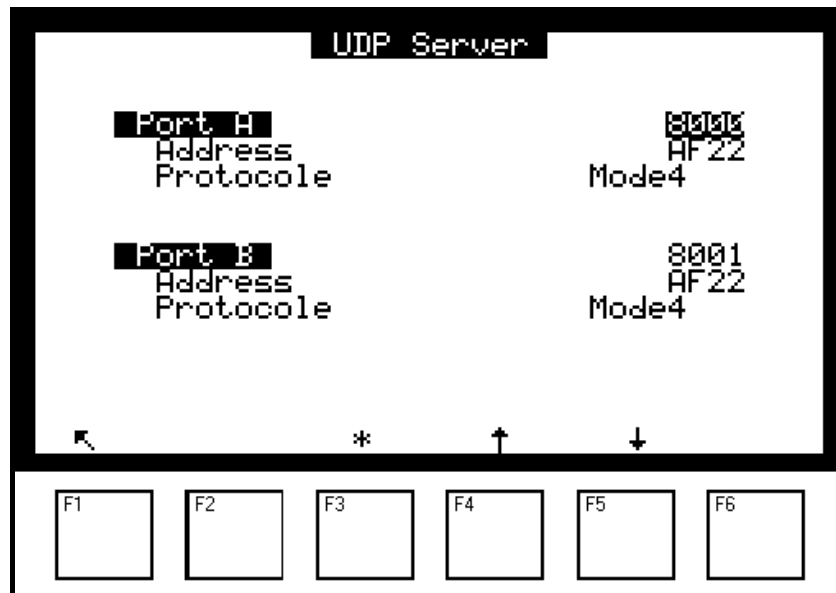 UDP Server
Port A 8000
Address AF22
Protocole Mode4
Port B 8001
Address AF22
Protocole Mode4
*
F1 F2 F3 F4 F5 F6